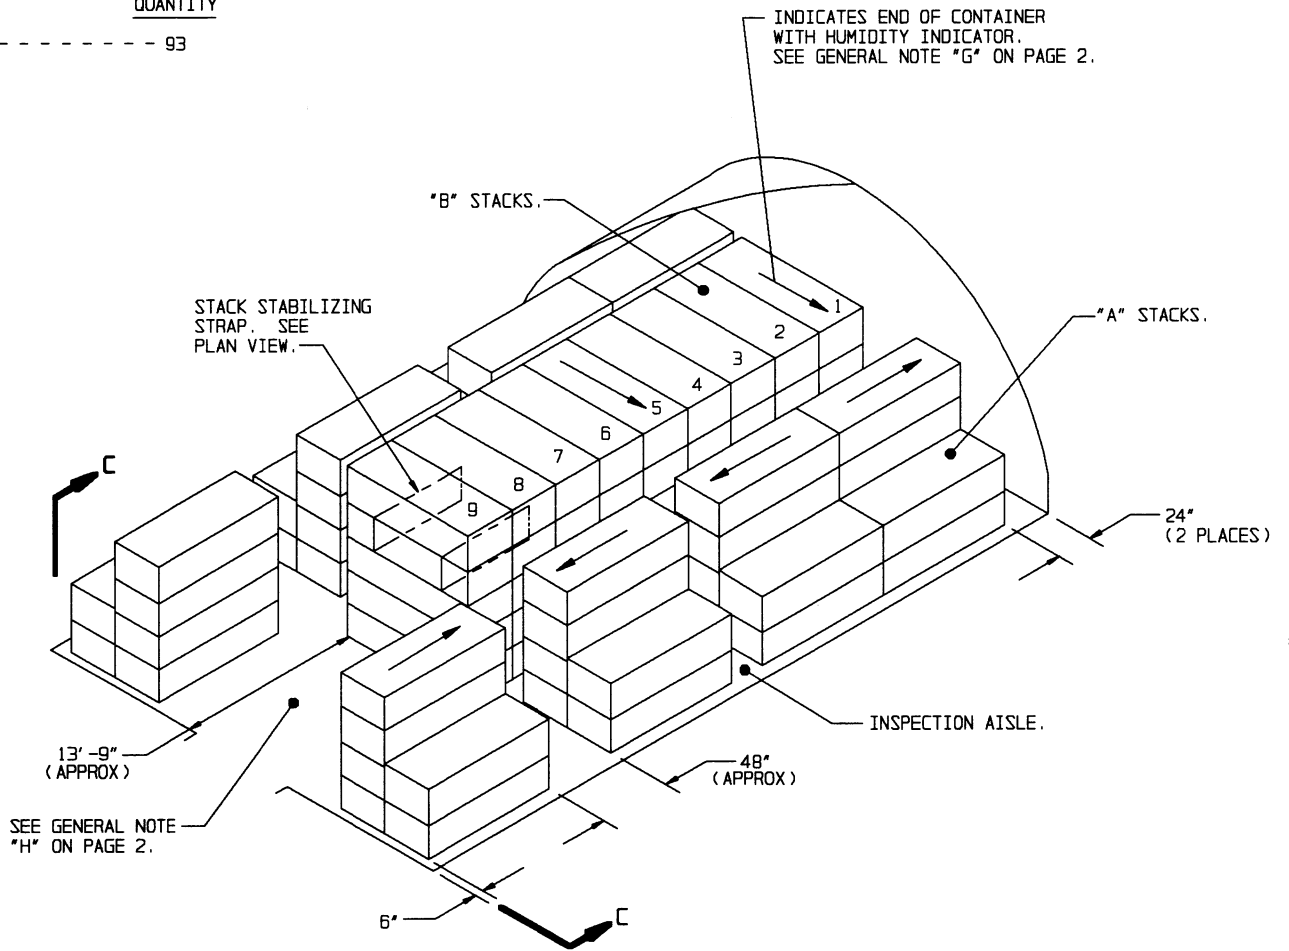 QUANTITY
- - - - - - - - - 93
INDICATES END OF CONTAINER
WITH HUMIDITY INDICATOR.
SEE GENERAL NOTE "G" ON PAGE 2.
"B" STACKS.
STACK STABILIZING
STRAP. SEE
PLAN VIEW.
"A" STACKS.
1
2
3
4
5
6
7
8
9
C
24"
(2 PLACES)
INSPECTION AISLE.
13'-9"
(APPROX)
48"
(APPROX)
SEE GENERAL NOTE
"H" ON PAGE 2.
6"
C